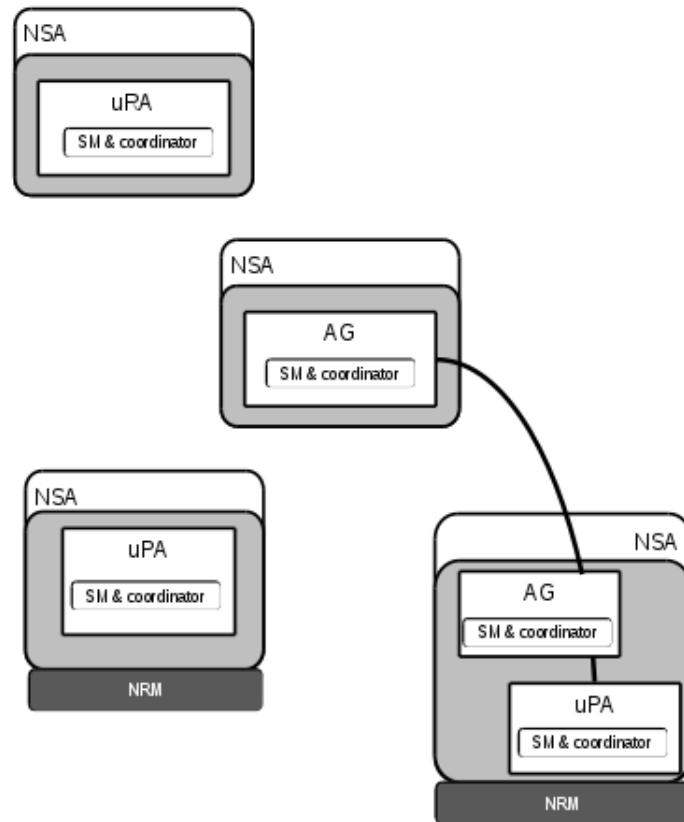 NSA
uRA
SM & coordinator
NSA
AG
SM & coordinator
NSA
uPA
SM & coordinator
NRM
NSA
AG
SM & coordinator
uPA
SM & coordinator
NRM